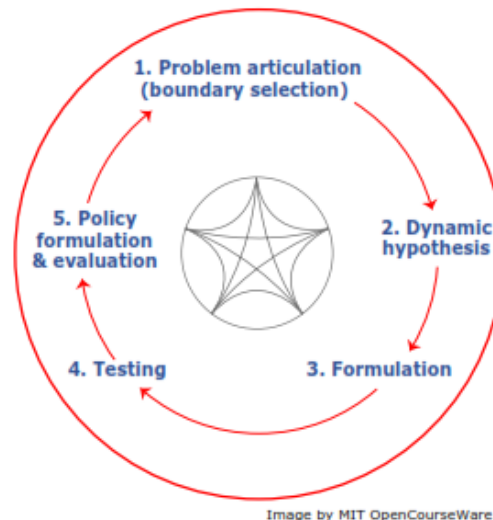 1. Problem articulation
(boundary selection)
2. Dynamic
hypothesis
3. Formulation
4. Testing
5. Policy
formulation
& evaluation
Image by MIT OpenCourseWare